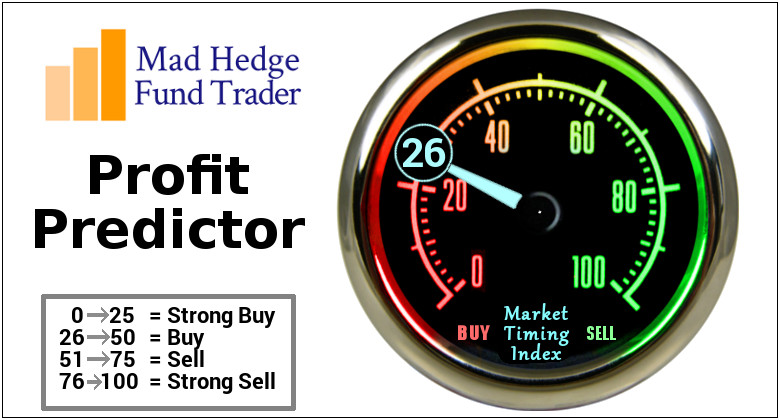 Mad Hedge
Fund Trader
Profit
Predictor
0→25 = Strong Buy
26→50 = Buy
51→75 = Sell
76→100 = Strong Sell
26
0
20
40
60
80
100
BUY
Market
Timing
Index
SELL